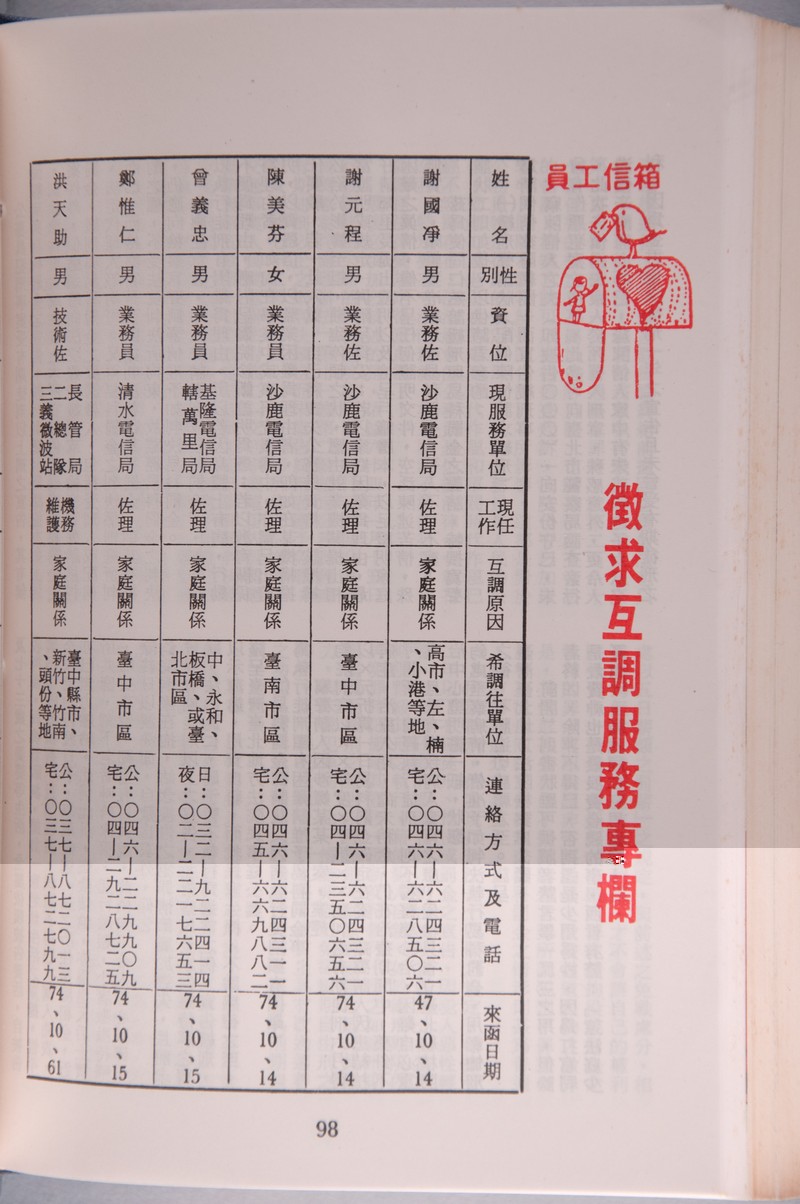 員工信箱
徵求互調服務專欄
姓名
性別
資位
現服務單位
現任
工作
互調原因
希調往單位
連絡方式及電話
來函日期
謝國凈
男
業務佐
沙鹿電信局
佐理
家庭關係
高市、左、楠
、小港等地
公：〇四六｜六二四三二一
宅：〇四六｜六二八五〇六
47、10、14
謝元程
男
業務佐
沙鹿電信局
佐理
家庭關係
臺中市區
公：〇四六｜六二四三二一
宅：〇四｜二三五〇六五六
74、10、14
陳美芬
女
業務員
沙鹿電信局
佐理
家庭關係
臺南市區
公：〇四六｜六二四三一一
宅：〇四五｜六六九八八二
74、10、14
曾義忠
男
業務員
基隆電信局
轄萬里局
佐理
家庭關係
中、永和、
板橋、或臺
北市區
日：〇三二｜九二二四一四
夜：〇二｜二二一七六五三
74、10、15
鄭惟仁
男
業務員
清水電信局
佐理
家庭關係
臺中市區
公：〇四六｜二二九九〇九
宅：〇四｜二九二八七二五
74、10、15
洪天助
男
技術佐
長管局
二總隊
三義微波站
機務
維護
家庭關係
臺中縣市、
新竹、竹南
、頭份等地
公：〇三七｜八七二〇一三
宅：〇三七｜八七二七九九
74、10、61
98